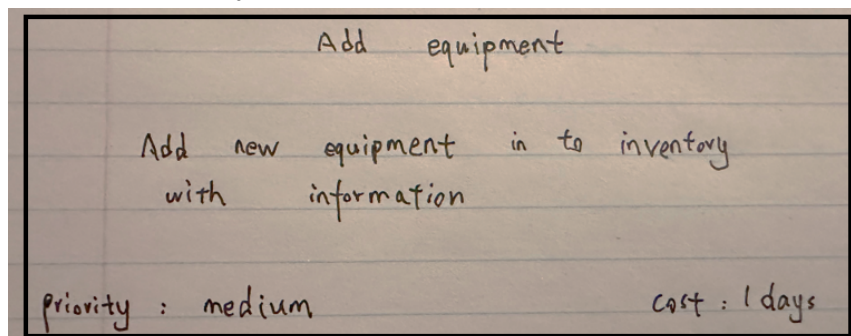 Add equipment
Add new equipment in to inventory
with information
priority : medium cost : 1 days